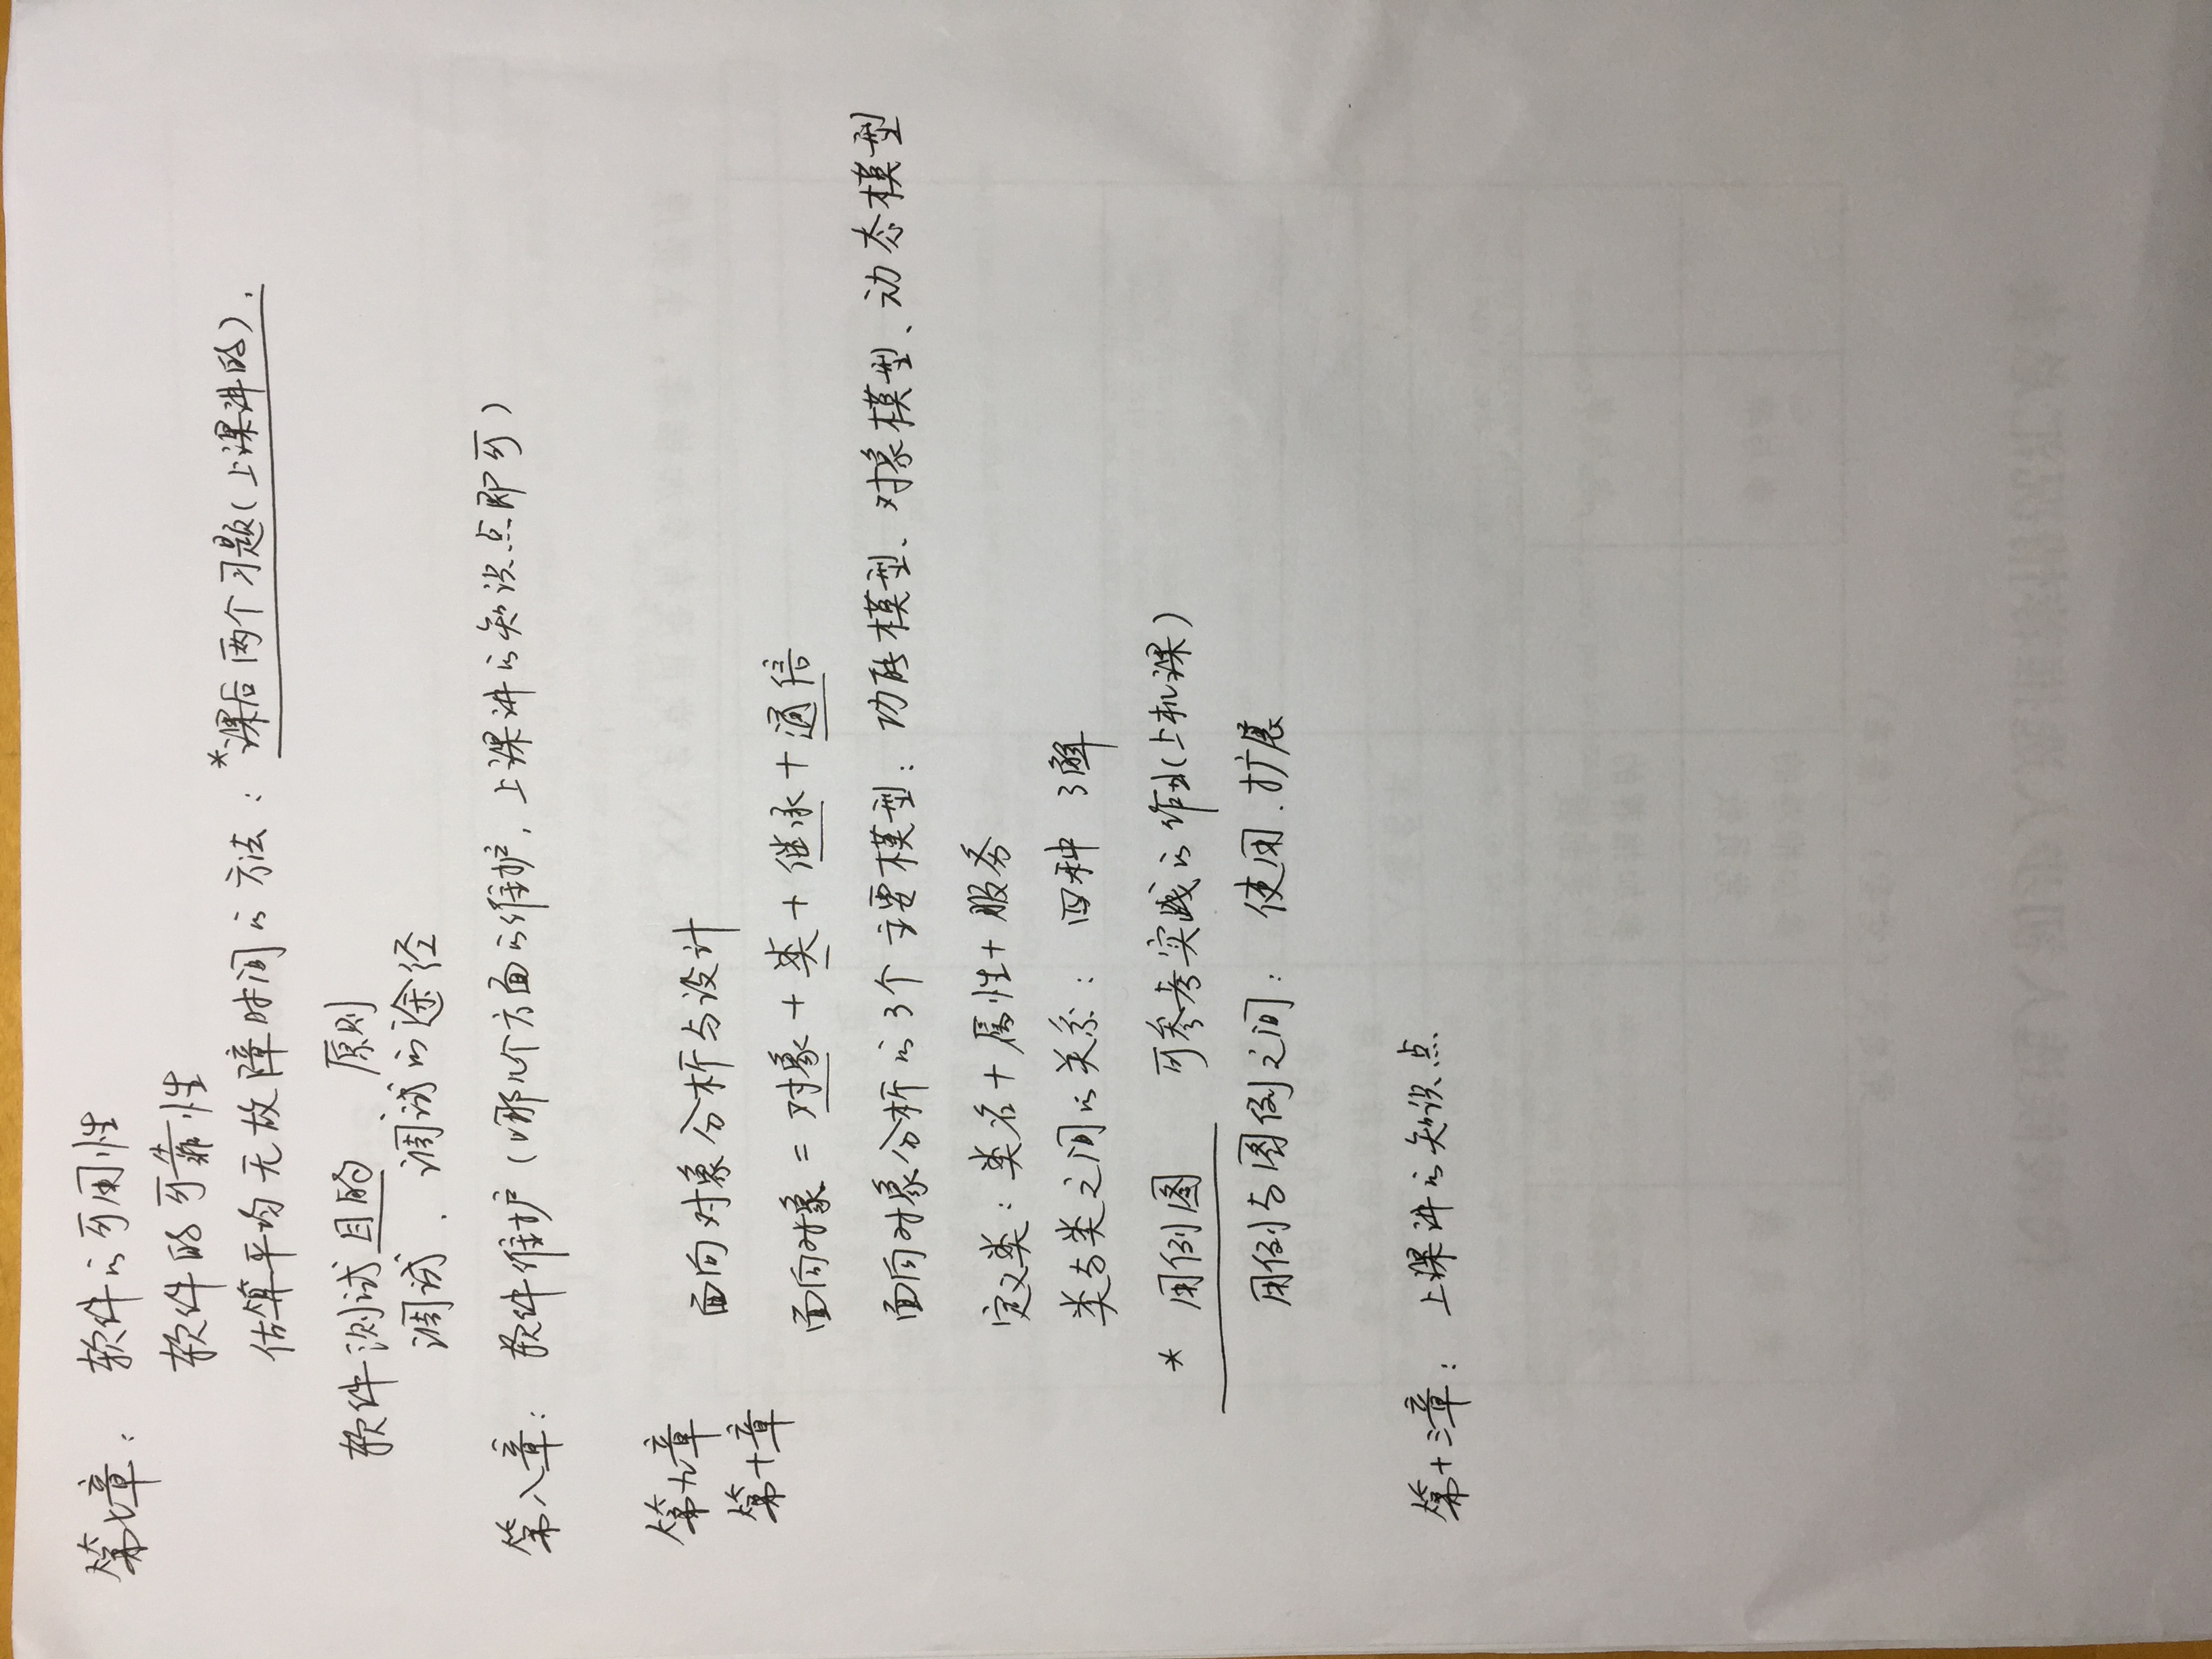 第七章： 软件的可用性
软件的可靠性
估算平均无故障时间的方法：*课后两个习题（上课讲的）.
软件测试目的、原则
调试、调试的途径
第八章： 软件维护（哪几个方面的维护，上课讲的知识点即可）
第九章
第十章
面向对象分析与设计
面向对象 = 对象 + 类 + 继承 + 通信
面向对象分析的3个主要模型：功能模型、对象模型、动态模型
定义类：类名 + 属性 + 服务
类与类之间的关系： 四种 了解
* 用例图 可参考实践的作业（上机课）
用例与图例之间： 使用、扩展
第十三章： 上课讲的知识点